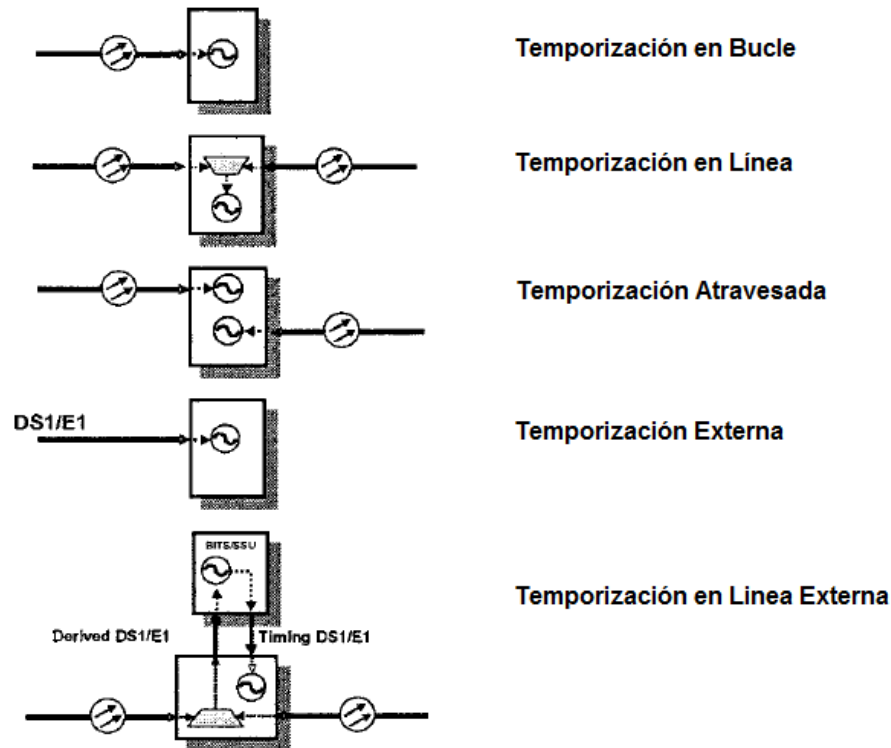 Temporización en Bucle
Temporización en Línea
Temporización Atravesada
DS1/E1
Temporización Externa
BITS/SSU
Temporización en Linea Externa
Derived DS1/E1
Timing DS1/E1